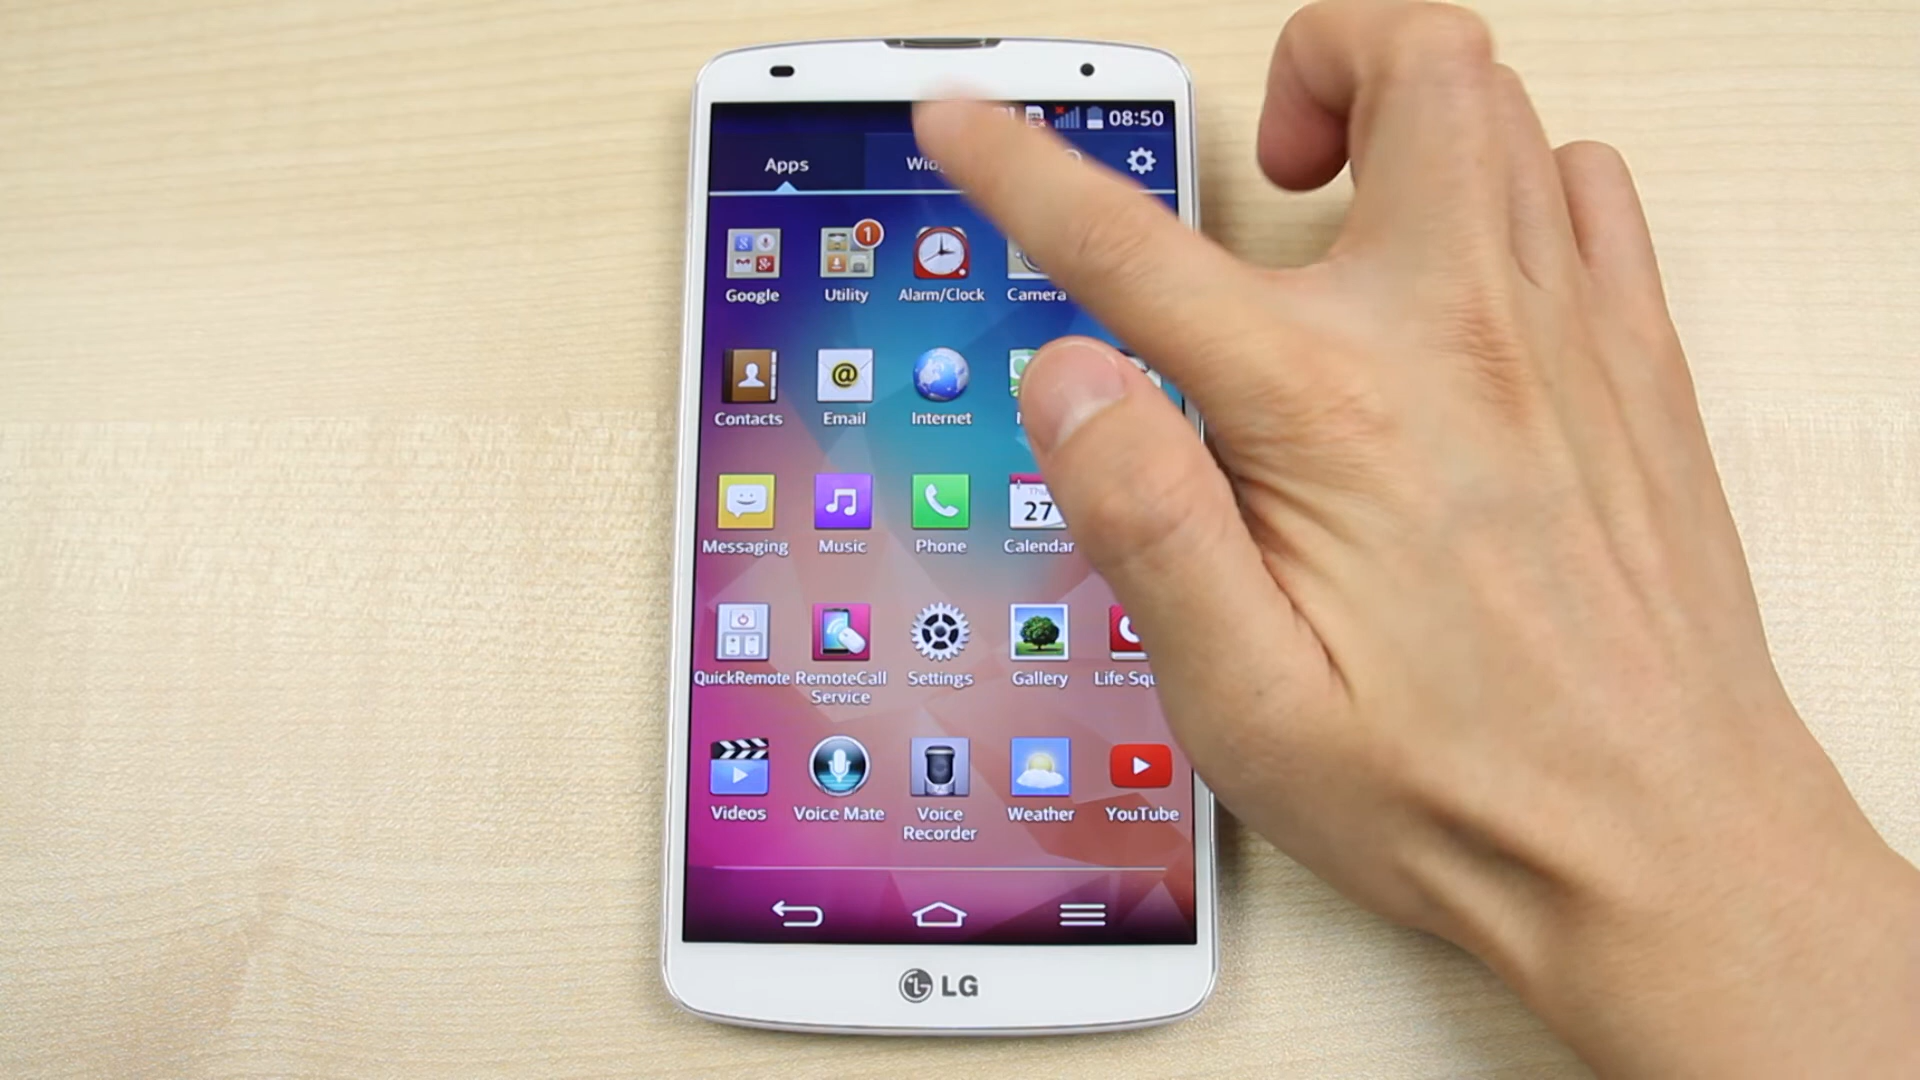 08:50
Apps
1
Google Utility Alarm/Clock Camera
@
Contacts Email Internet
27
Messaging Music Phone Calendar
QuickRemote RemoteCall Settings Gallery Life
Service
Videos Voice Mate Voice Weather YouTube
Recorder
LG